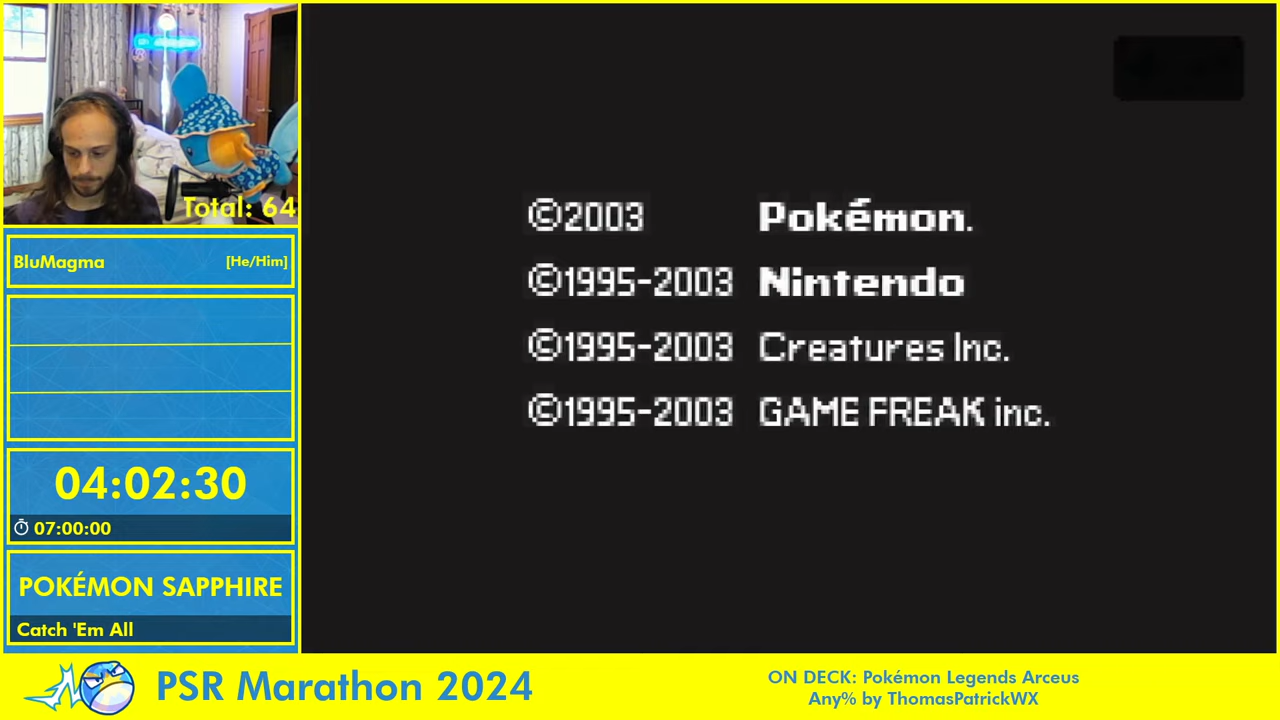 Total: 64
BluMagma [He/Him]
04:02:30
07:00:00
POKÉMON SAPPHIRE
Catch 'Em All
©2003 Pokémon.
©1995-2003 Nintendo
©1995-2003 Creatures Inc.
©1995-2003 GAME FREAK inc.
PSR Marathon 2024
ON DECK: Pokémon Legends Arceus
Any% by ThomasPatrickWX